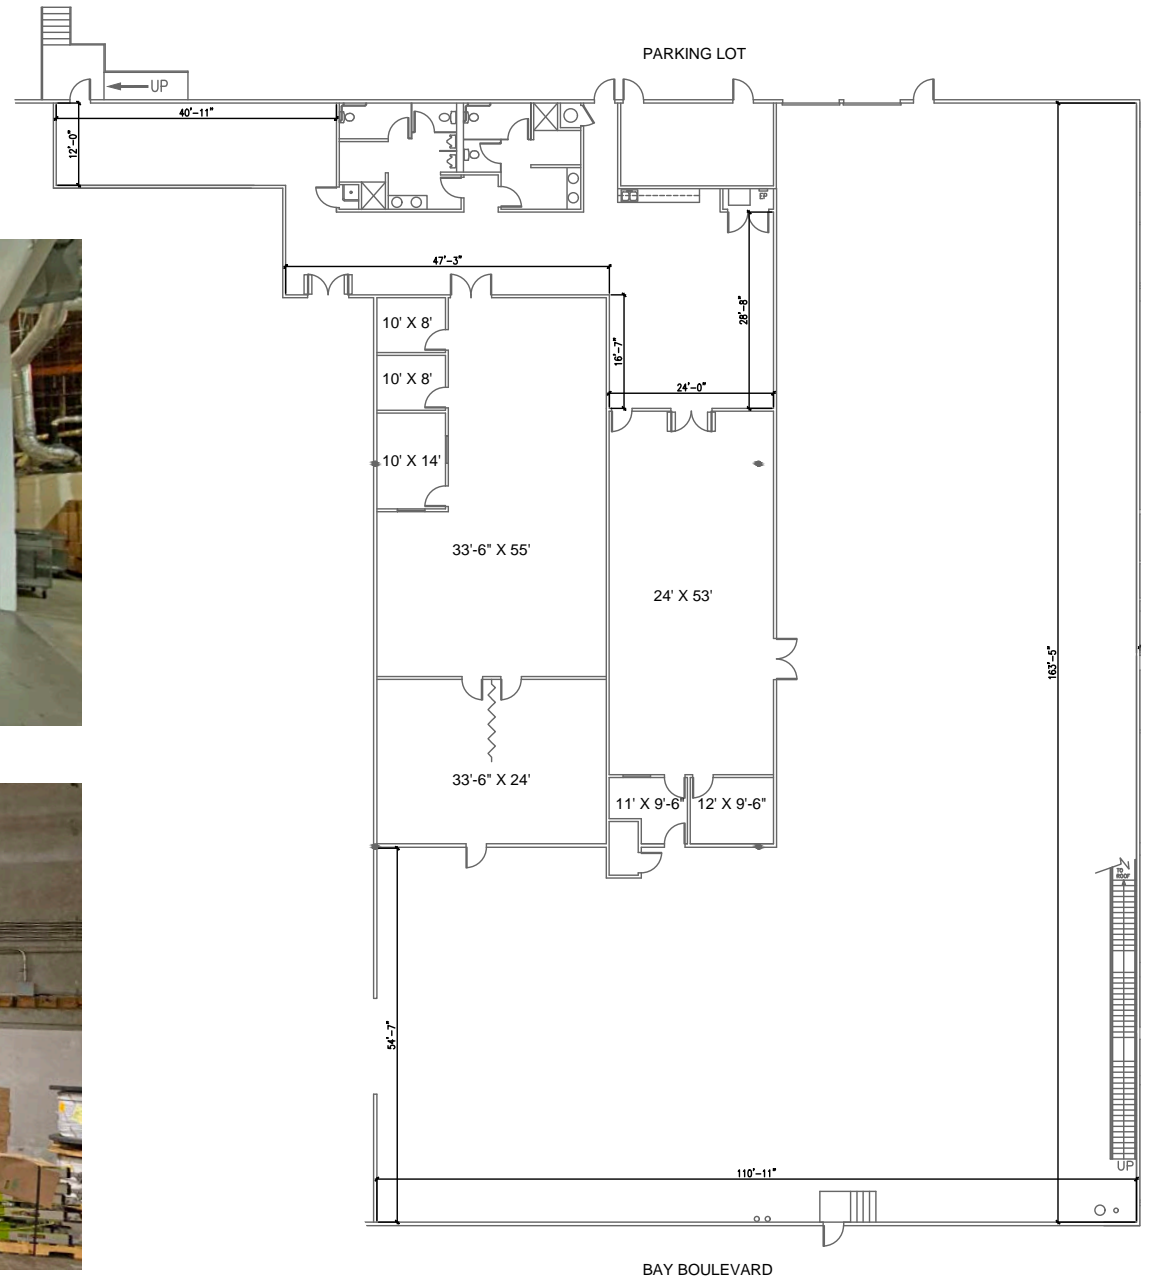 PARKING LOT
UP
40'-11"
12'-0"
EP
47'-3"
28'-8"
10' X 8'
16'-7"
10' X 8'
24'-0"
10' X 14'
33'-6" X 55'
24' X 53'
163'-5"
33'-6" X 24'
11' X 9'-6"
12' X 9'-6"
TO
ROOF
54'-7"
UP
110'-11"
BAY BOULEVARD